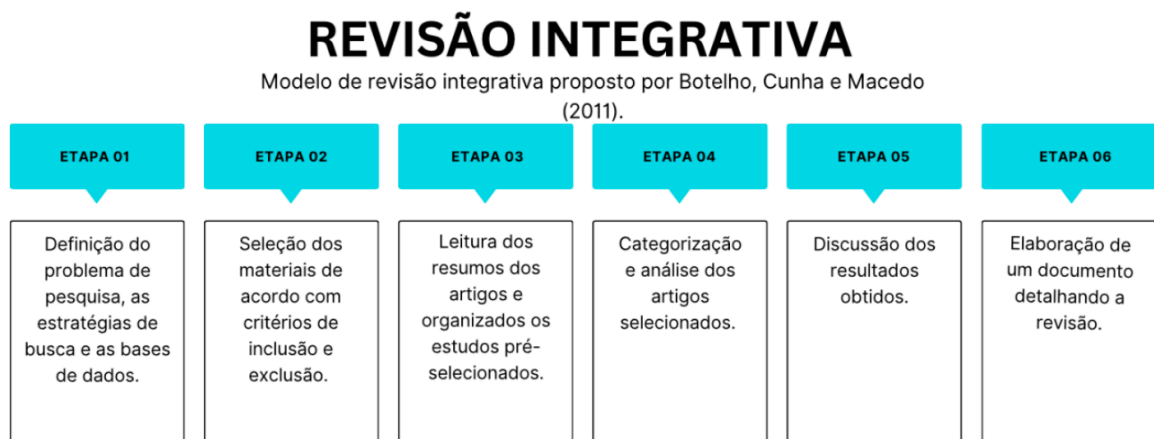 REVISÃO INTEGRATIVA
Modelo de revisão integrativa proposto por Botelho, Cunha e Macedo
(2011).
ETAPA 01
Definição do
problema de
pesquisa, as
estratégias de
busca e as bases
de dados.
ETAPA 02
Seleção dos
materiais de
acordo com
critérios de
inclusão e
exclusão.
ETAPA 03
Leitura dos
resumos dos
artigos e
organizados os
estudos pré-
selecionados.
ETAPA 04
Categorização
e análise dos
artigos
selecionados.
ETAPA 05
Discussão dos
resultados
obtidos.
ETAPA 06
Elaboração de
um documento
detalhando a
revisão.